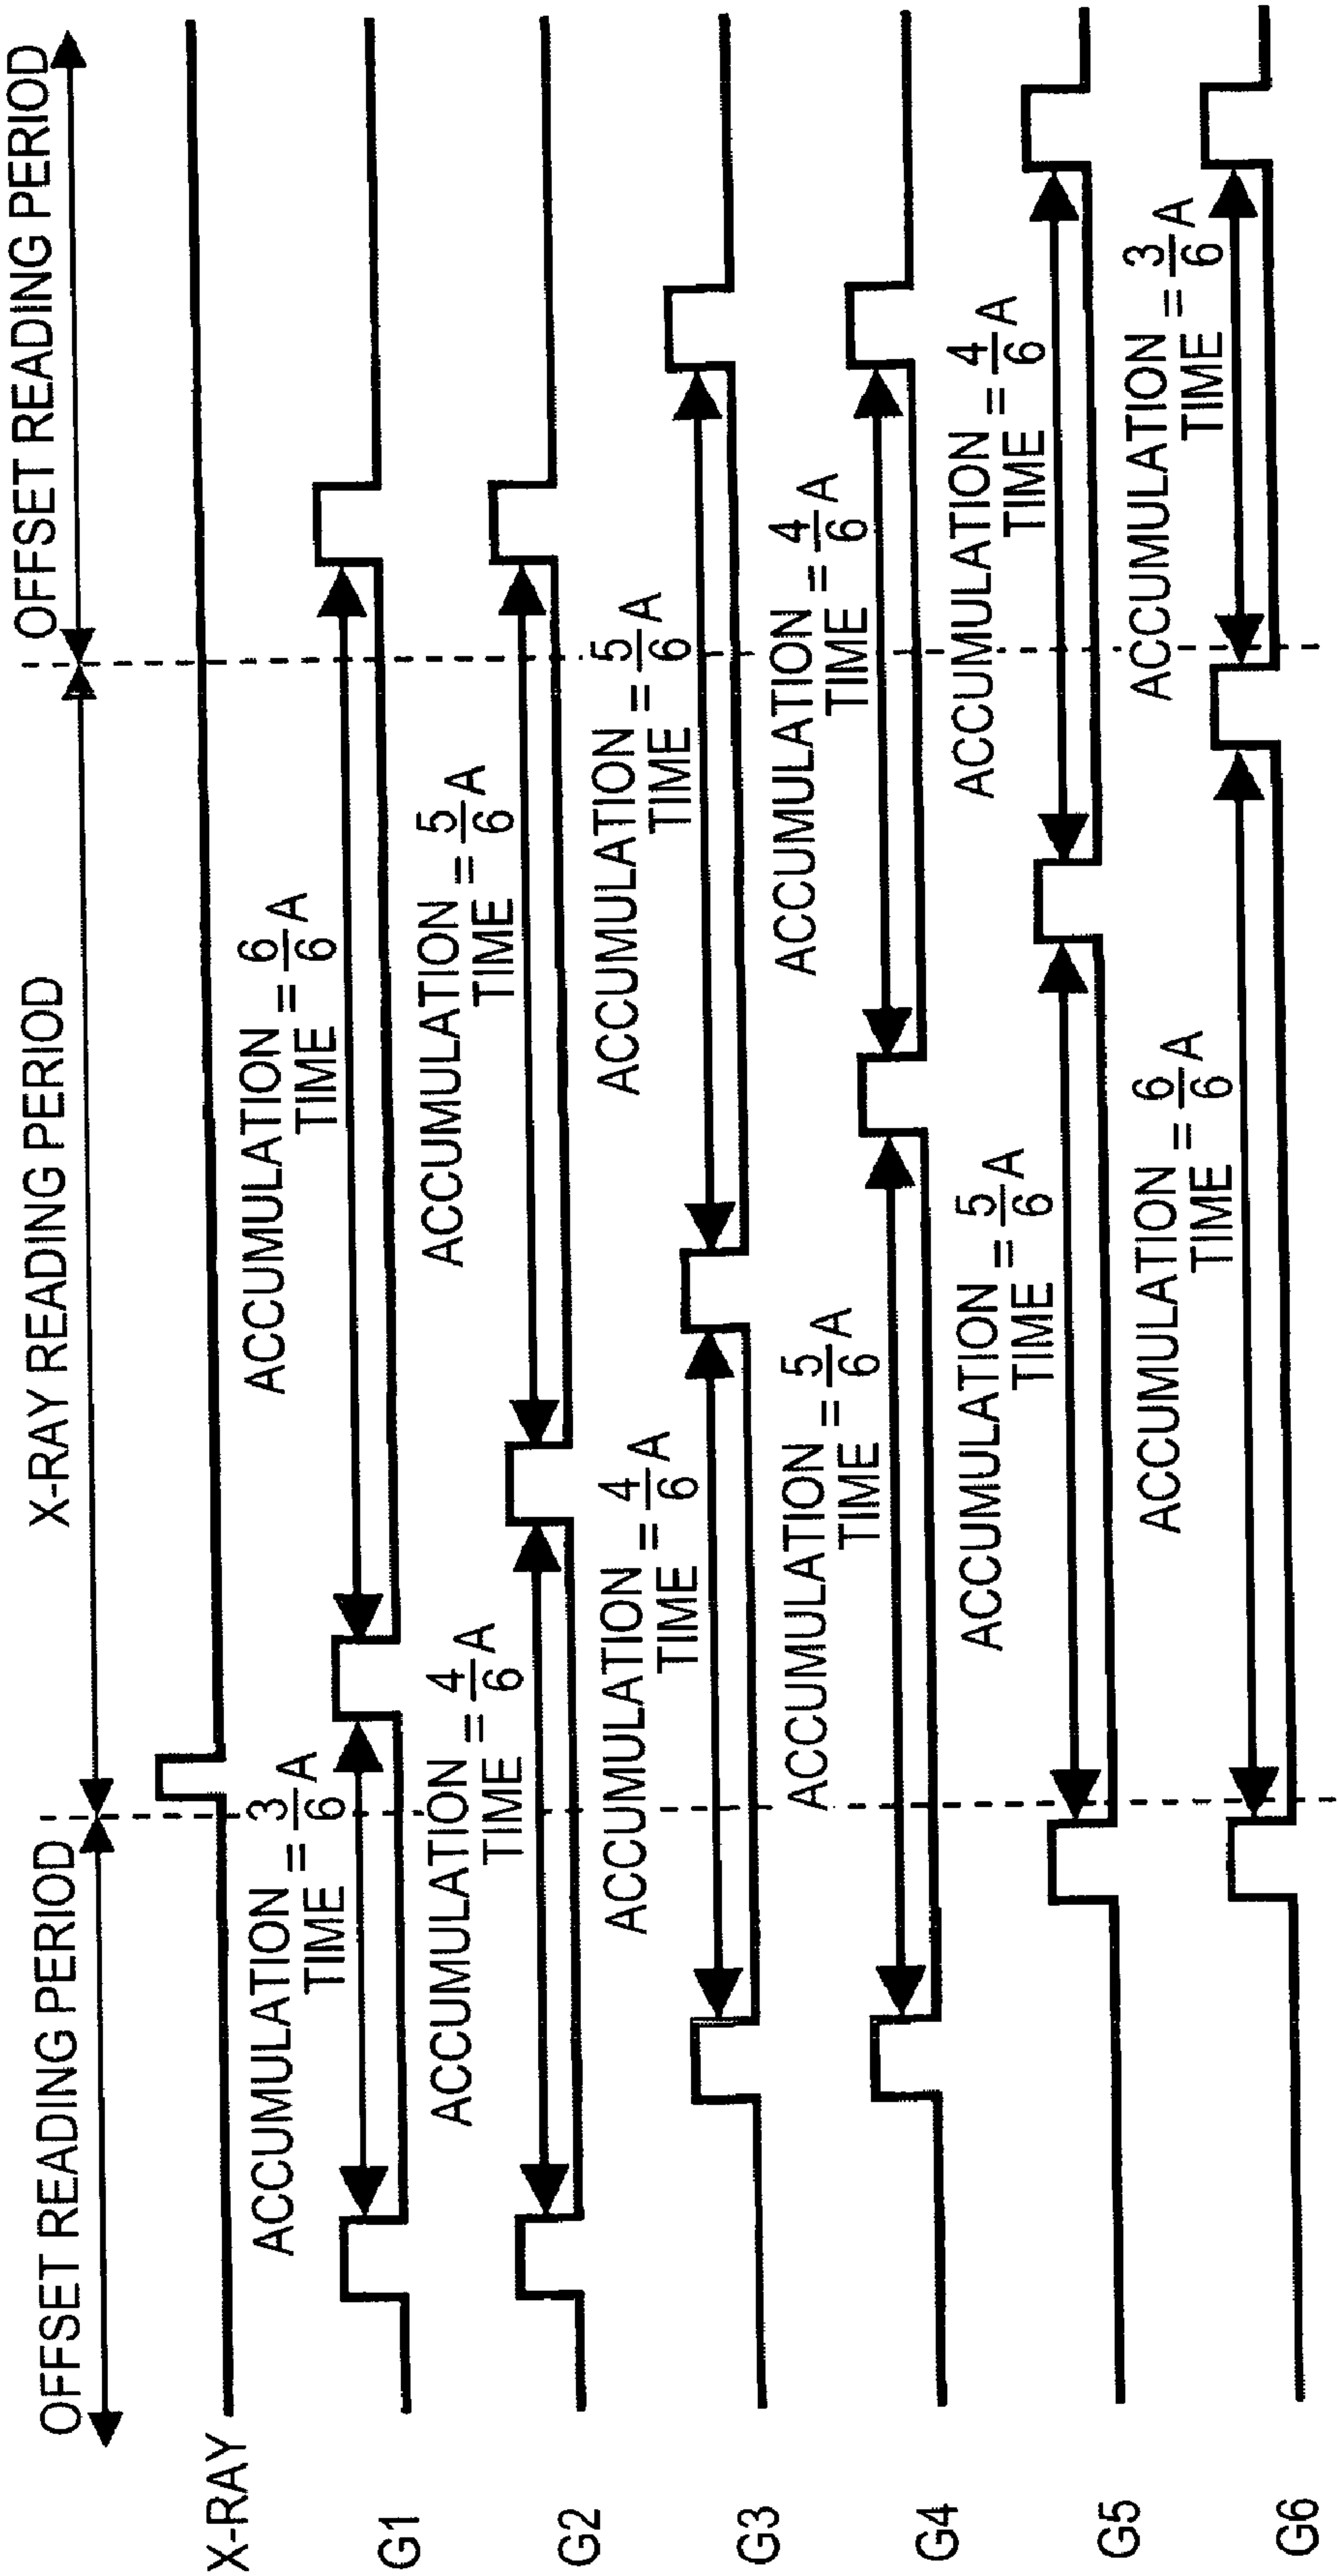 OFFSET READING PERIOD
X-RAY READING PERIOD
OFFSET READING PERIOD
X-RAY
G1
ACCUMULATION TIME = 3/6 A
ACCUMULATION TIME = 6/6 A
G2
ACCUMULATION TIME = 4/6 A
ACCUMULATION TIME = 5/6 A
G3
ACCUMULATION TIME = 4/6 A
ACCUMULATION TIME = 5/6 A
G4
ACCUMULATION TIME = 5/6 A
ACCUMULATION TIME = 4/6 A
G5
ACCUMULATION TIME = 5/6 A
ACCUMULATION TIME = 4/6 A
G6
ACCUMULATION TIME = 6/6 A
ACCUMULATION TIME = 3/6 A